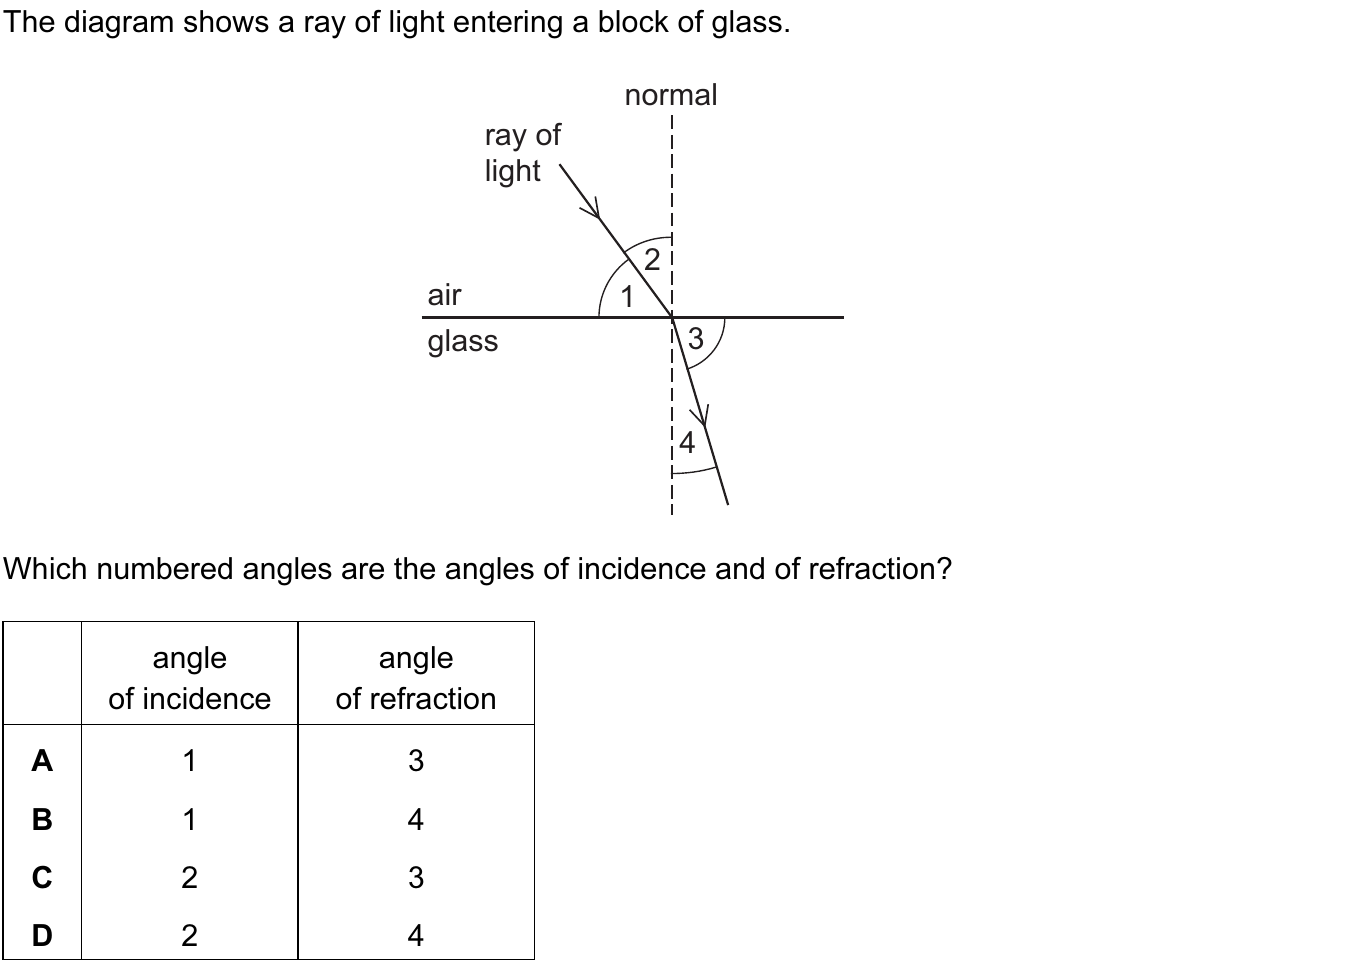 The diagram shows a ray of light entering a block of glass.
normal
ray of
light
2
1
air
glass
3
4
Which numbered angles are the angles of incidence and of refraction?
angle
of incidence
angle
of refraction
A 1 3
B 1 4
C 2 3
D 2 4